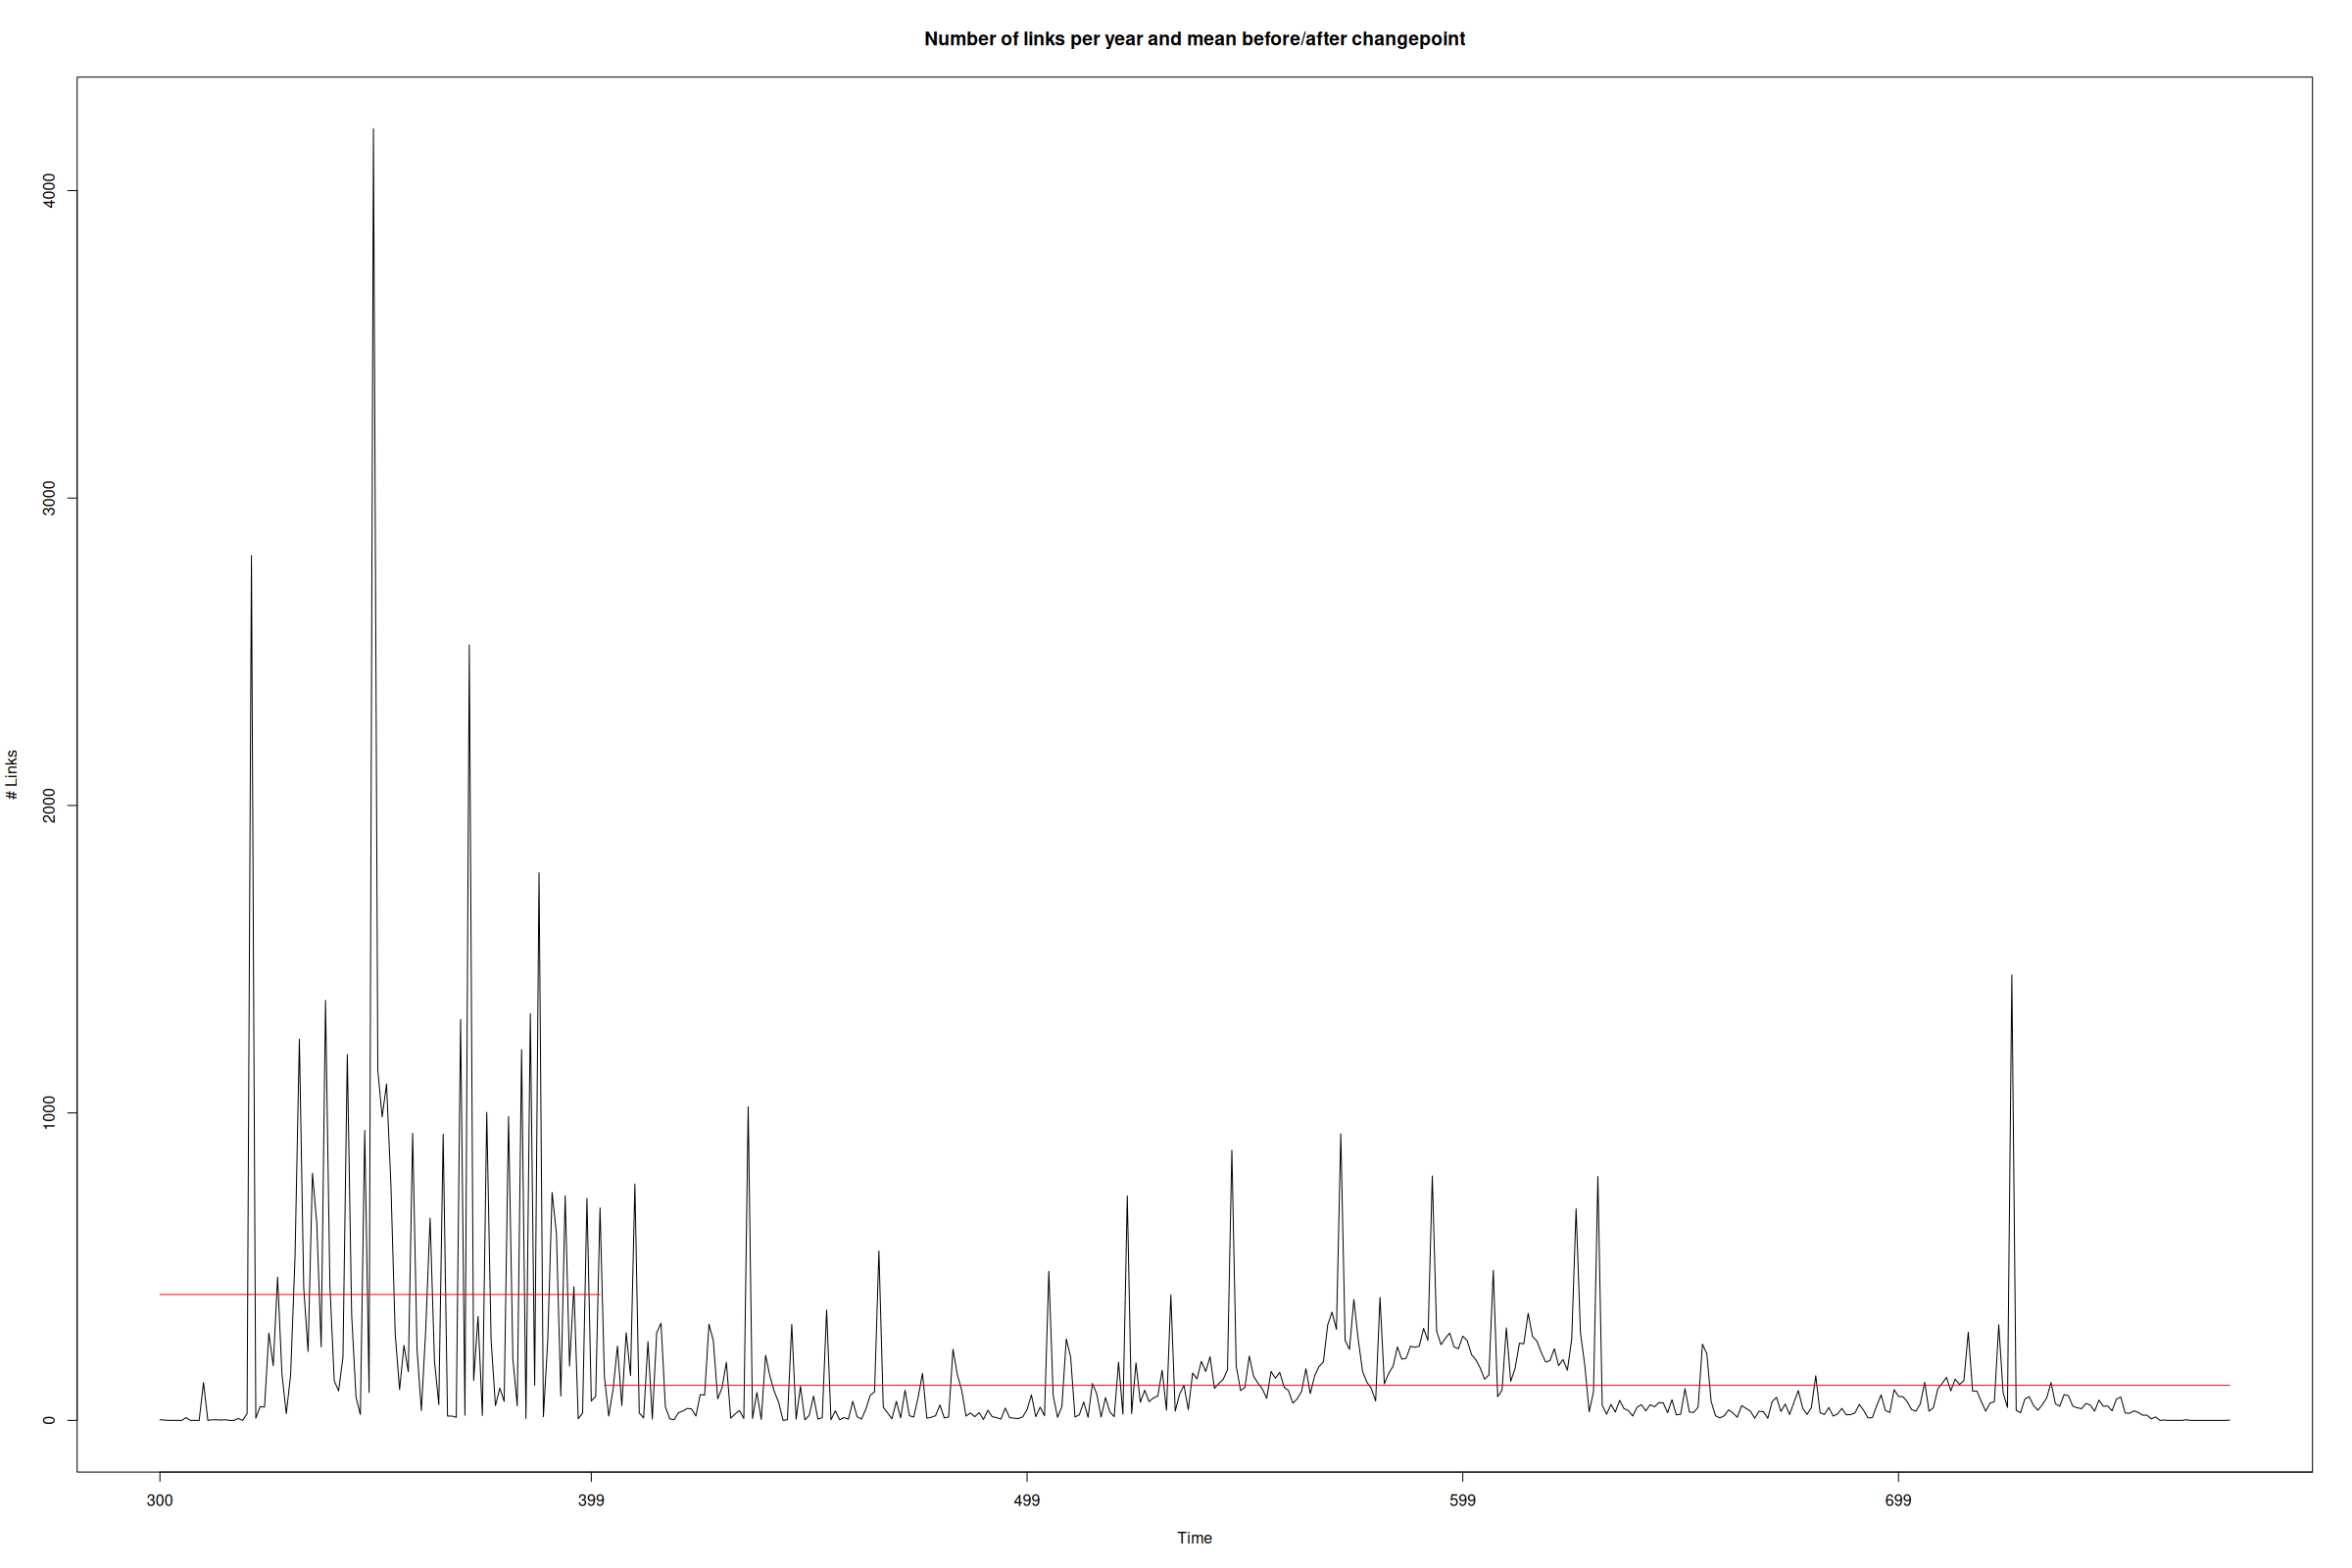 Number of links per year and mean before/after changepoint
# Links
4000
3000
2000
1000
0
300 399 499 599 699
Time